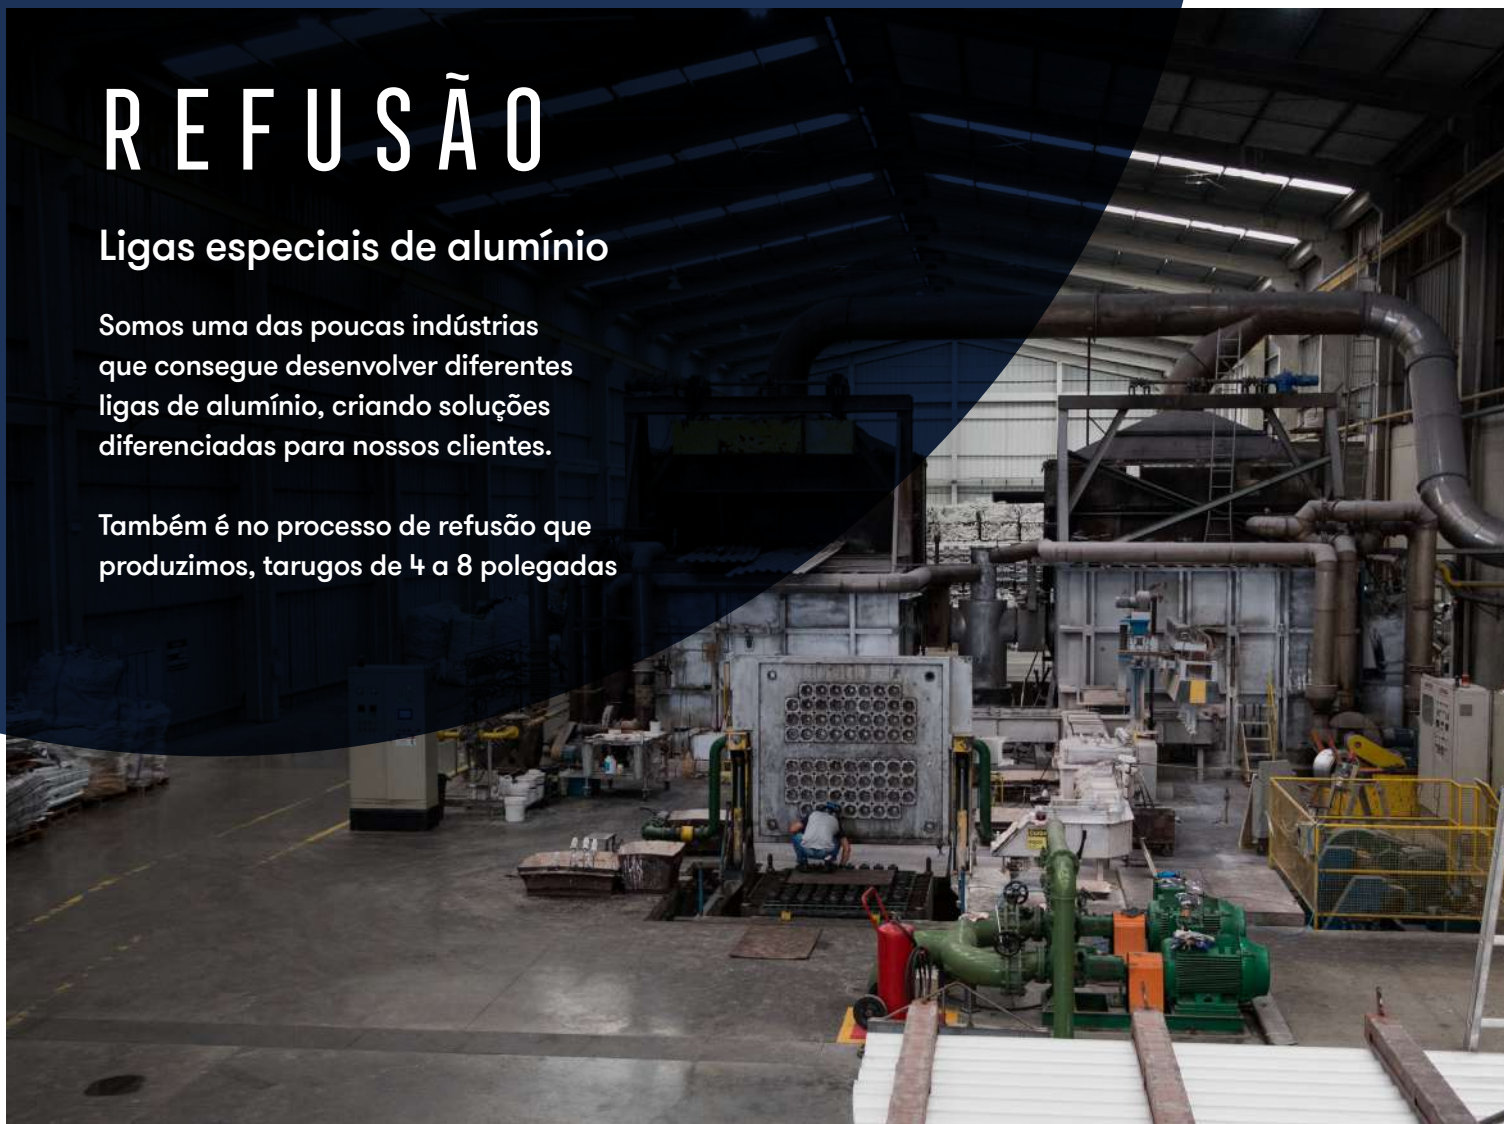 REFUSÃO
Ligas especiais de alumínio
Somos uma das poucas indústrias
que consegue desenvolver diferentes
ligas de alumínio, criando soluções
diferenciadas para nossos clientes.
Também é no processo de refusão que
produzimos, tarugos de 4 a 8 polegadas